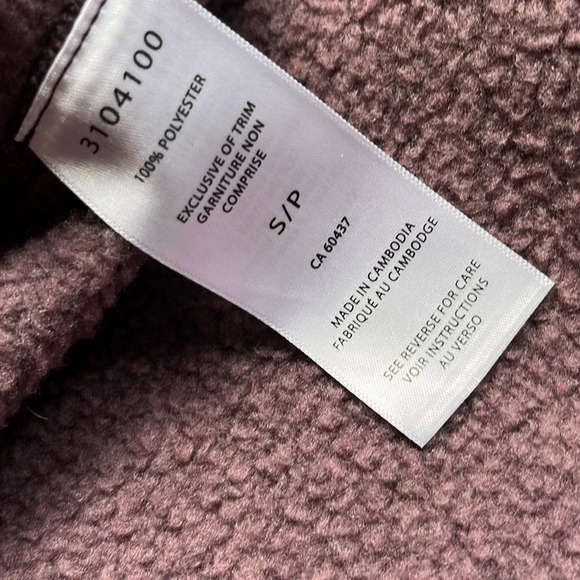 3104100
100% POLYESTER
EXCLUSIVE OF TRIM
GARNITURE NON
COMPRISE
S/P
CA 60437
MADE IN CAMBODIA
FABRIQUÉ AU CAMBODGE
SEE REVERSE FOR CARE
VOIR INSTRUCTIONS
AU VERSO